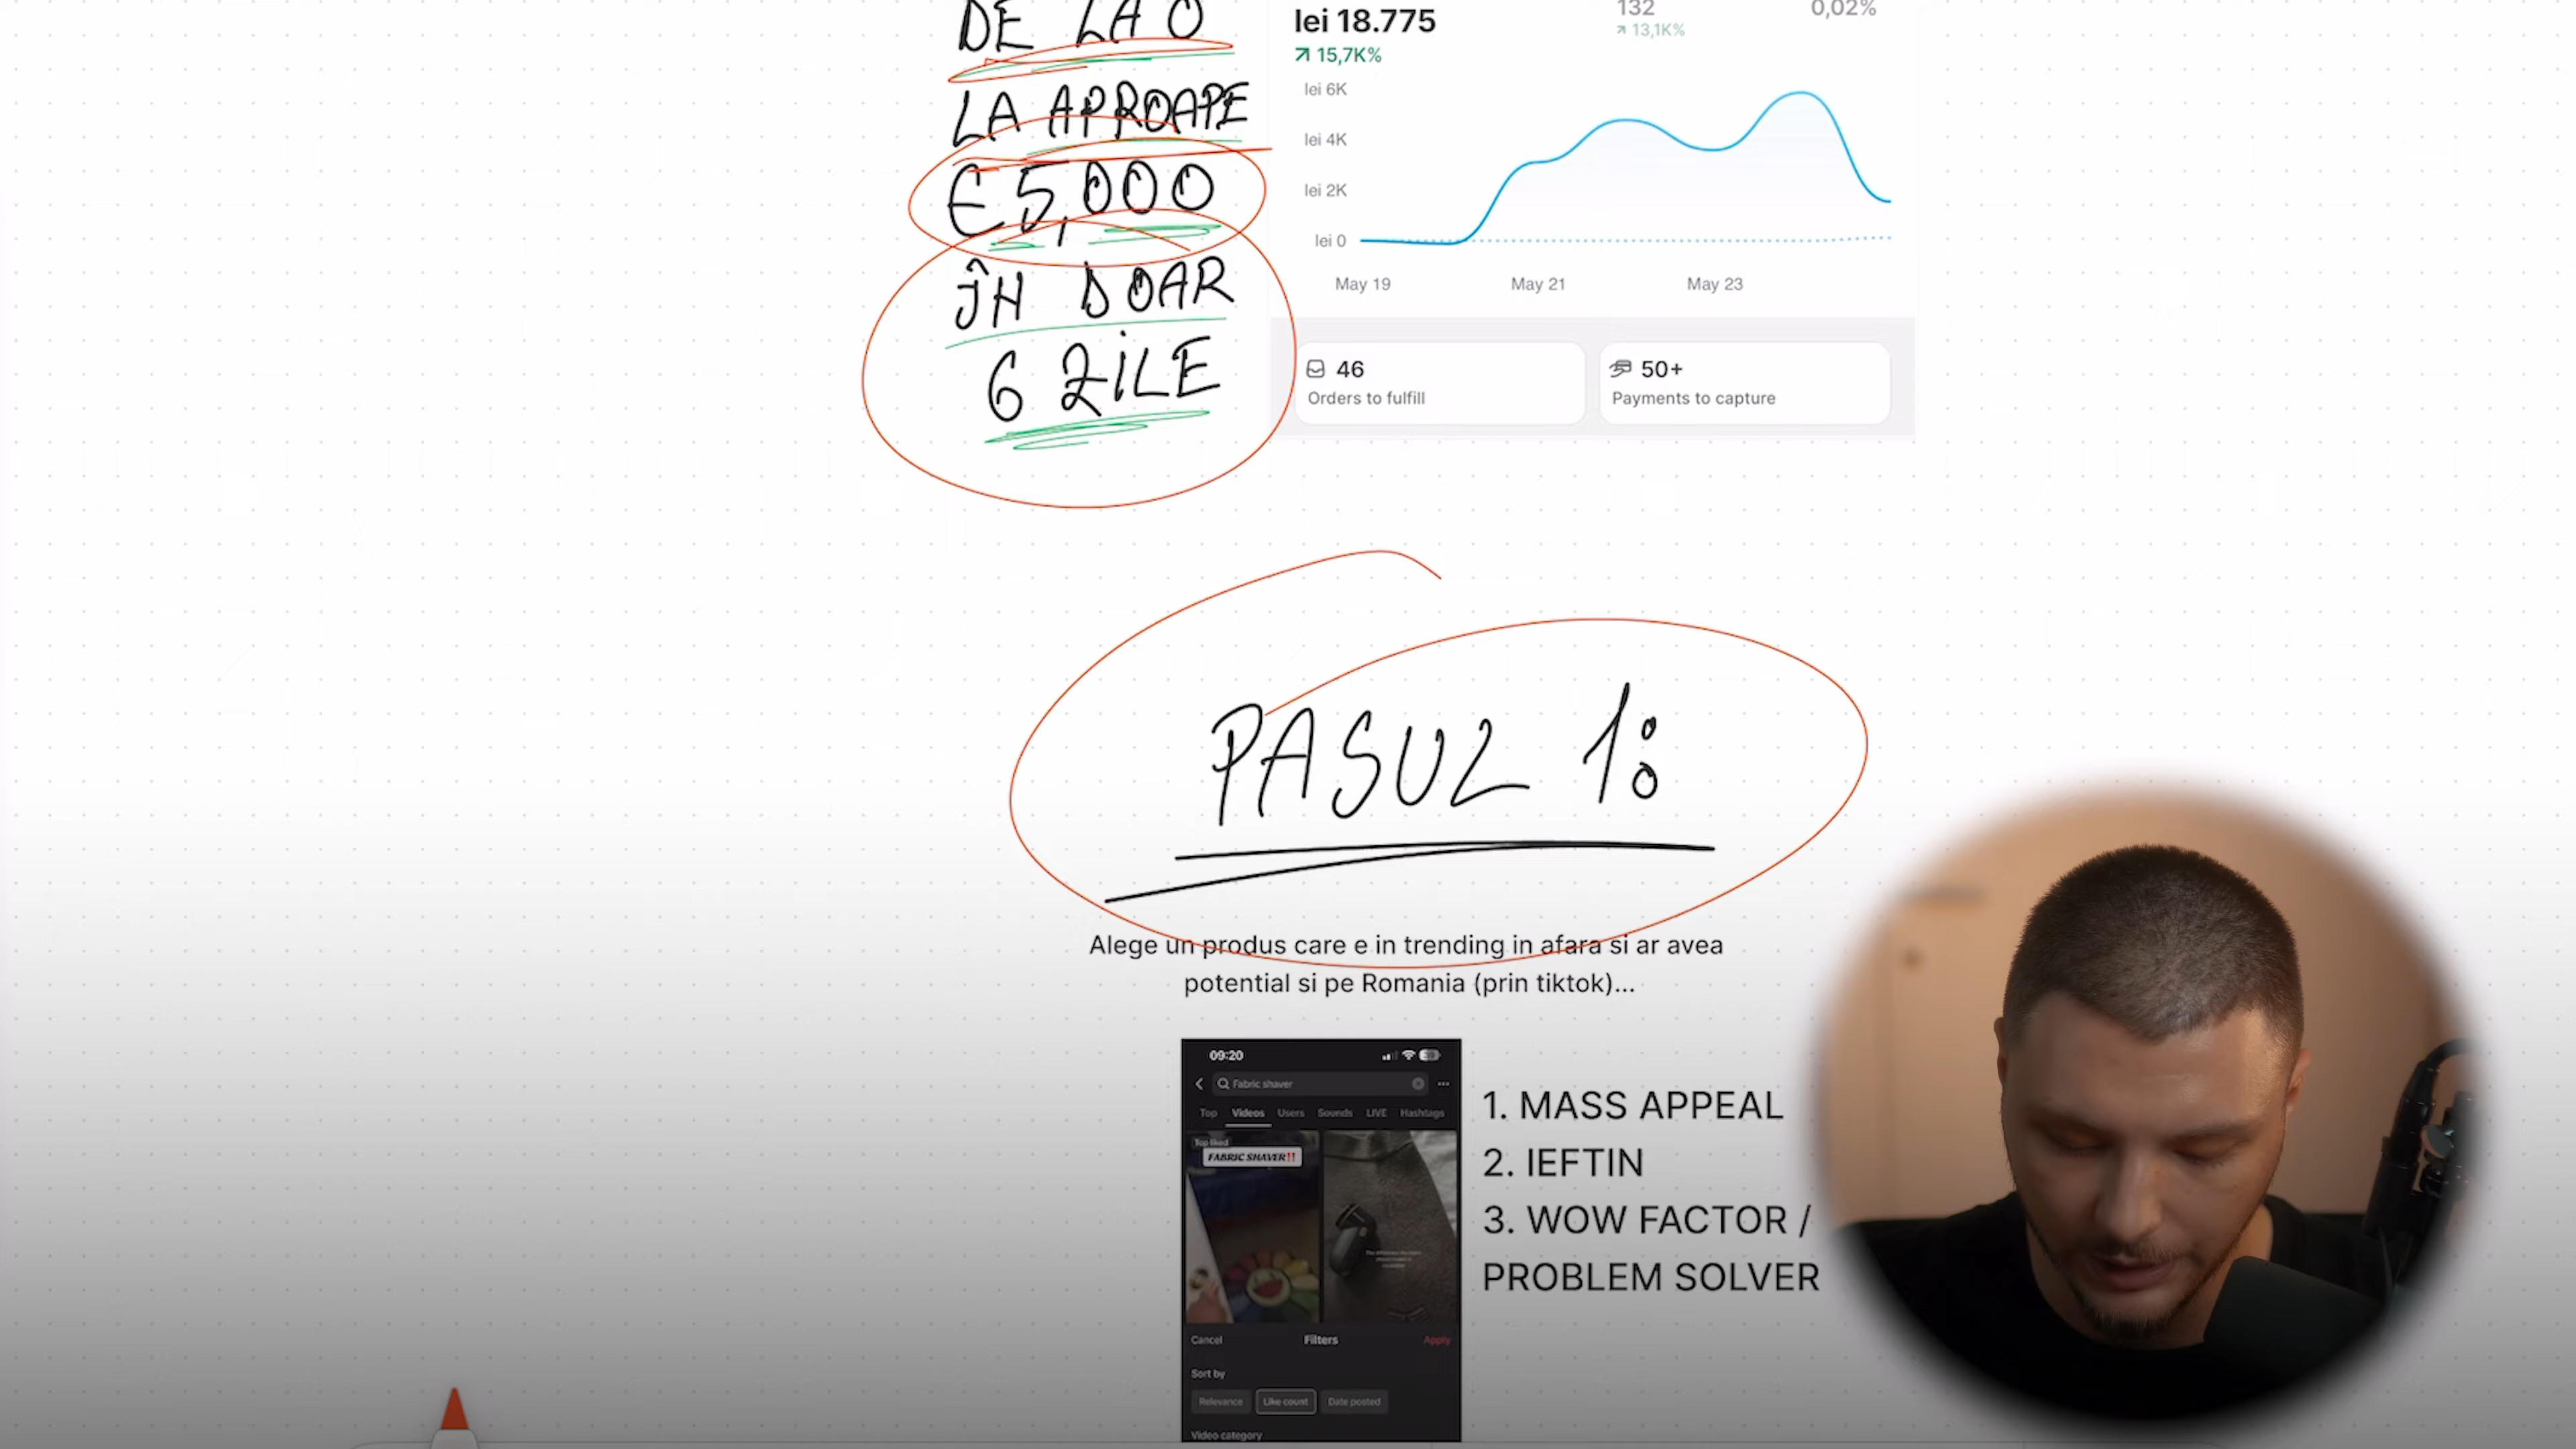 DE LA 0
LA APROAPE
€5,000
ÎN DOAR
6 ZILE
lei 18.775
↗ 15,7K%
132
↗ 13,1K%
0,02%
lei 6K
lei 4K
lei 2K
lei 0
May 19
May 21
May 23
46
Orders to fulfill
50+
Payments to capture
PASUL 1:
Alege un produs care e in trending in afara si ar avea
potential si pe Romania (prin tiktok)...
09:20
Fabric shaver
Top Videos Users Sounds LIVE Hashtags
Top liked
FABRIC SHAVER!!
Cancel Filters Apply
Sort by
Relevance Like count Date posted
Video category
1. MASS APPEAL
2. IEFTIN
3. WOW FACTOR /
PROBLEM SOLVER